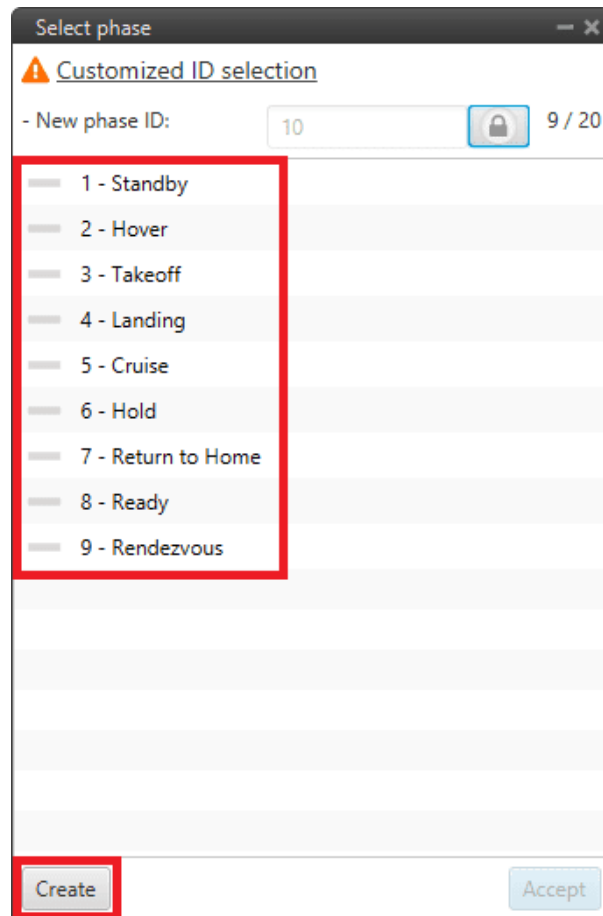 Select phase
Customized ID selection
- New phase ID: 10 9 / 20
1 - Standby
2 - Hover
3 - Takeoff
4 - Landing
5 - Cruise
6 - Hold
7 - Return to Home
8 - Ready
9 - Rendezvous
Create Accept